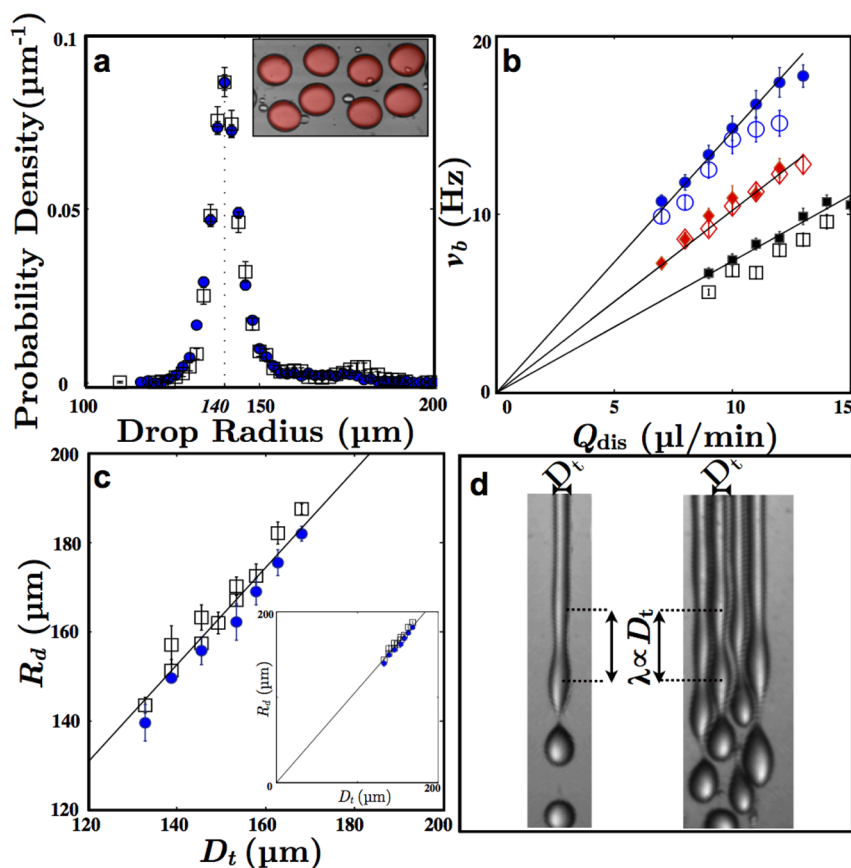 a
0.1
0.05
0
Probability Density(µm⁻¹)
100 740 150 200
Drop Radius (µm)
b
20
10
0
ν_b (Hz)
0 5 10 15
Q_dis (µl/min)
c
200
180
160
140
120
R_d (µm)
120 140 160 180 200
D_t (µm)
200
0
R_d (µm)
D_t 200
(µm)
d
D_t
D_t
λ∝D_t